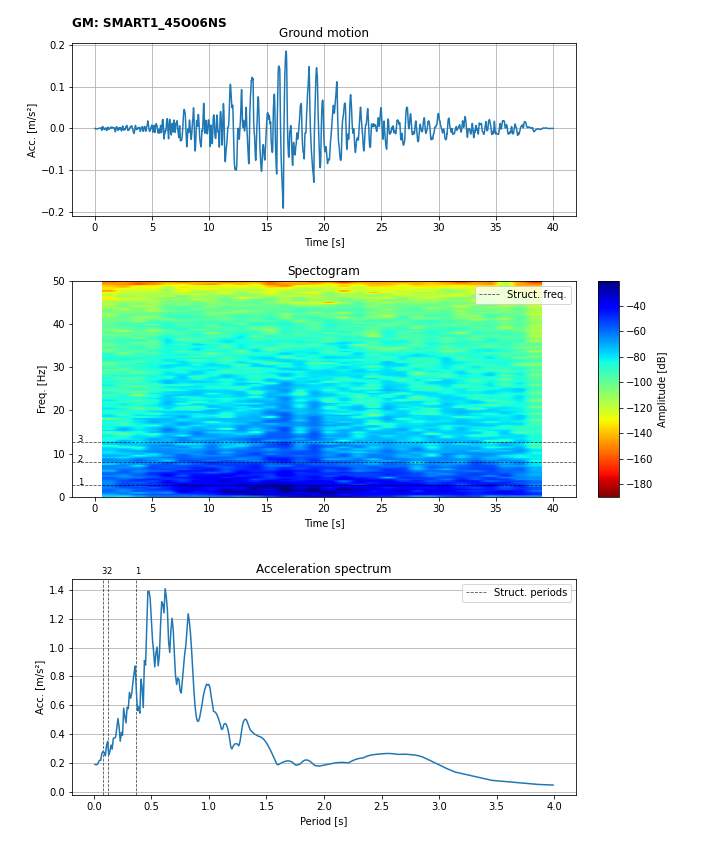 GM: SMART1_45O06NS
Ground motion
0.2
0.1
0.0
−0.1
−0.2
Acc. [m/s²]
0 5 10 15 20 25 30 35 40
Time [s]
Spectogram
50
40
30
20
10
0
Freq. [Hz]
Struct. freq.
3
2
1
0 5 10 15 20 25 30 35 40
Time [s]
−40
−60
−80
−100
−120
−140
−160
−180
Amplitude [dB]
Acceleration spectrum
32 1
Struct. periods
1.4
1.2
1.0
0.8
0.6
0.4
0.2
0.0
Acc. [m/s²]
0.0 0.5 1.0 1.5 2.0 2.5 3.0 3.5 4.0
Period [s]